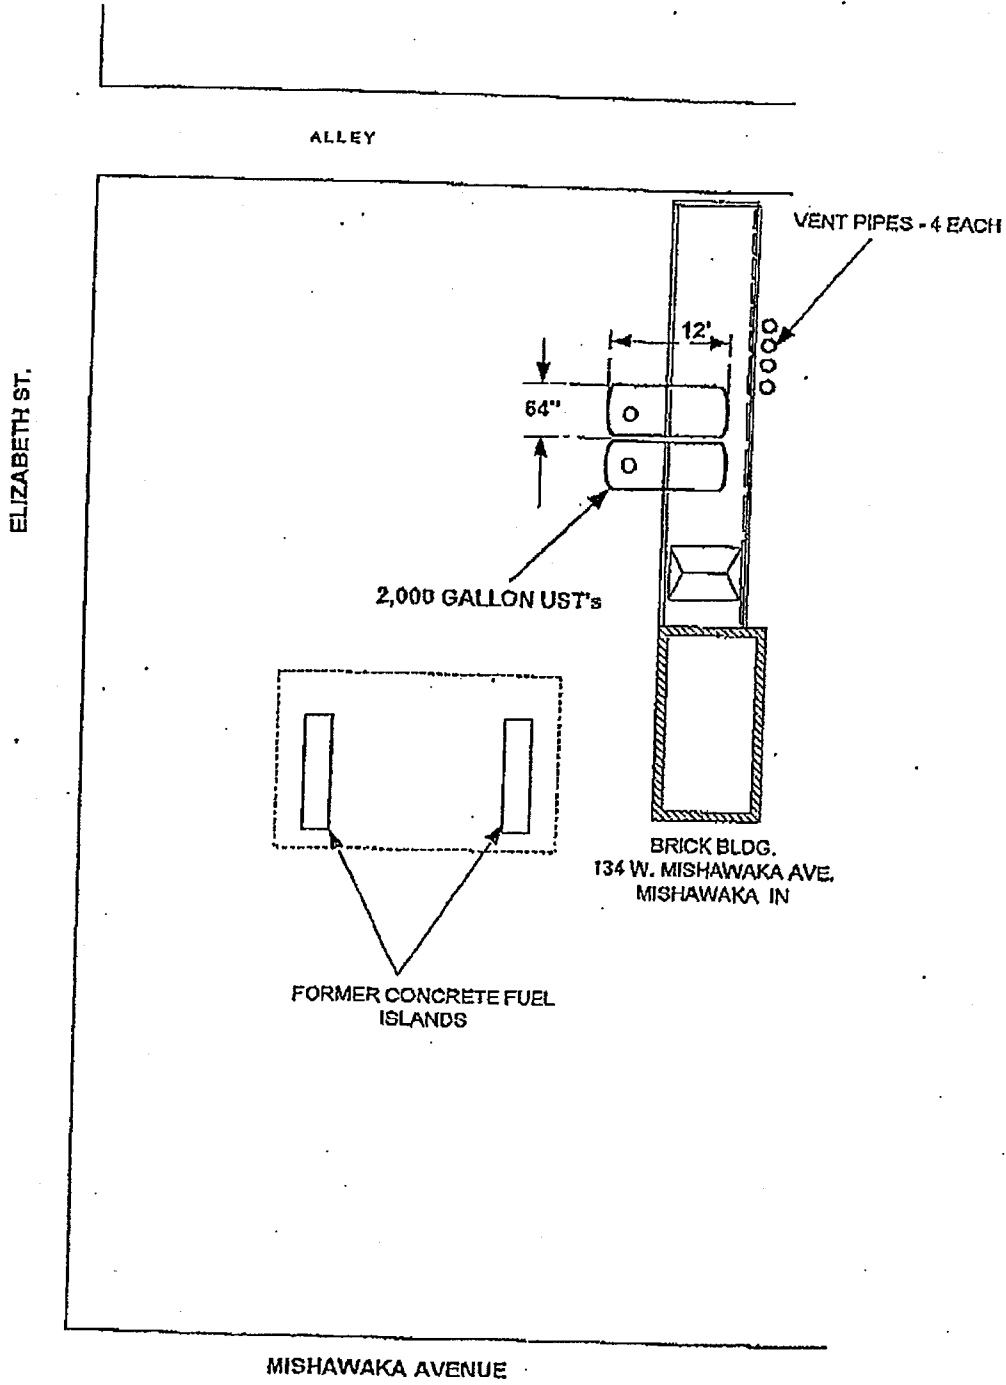 ALLEY
VENT PIPES - 4 EACH
12'
64"
ELIZABETH ST.
2,000 GALLON UST's
BRICK BLDG.
134 W. MISHAWAKA AVE.
MISHAWAKA IN
FORMER CONCRETE FUEL
ISLANDS
MISHAWAKA AVENUE